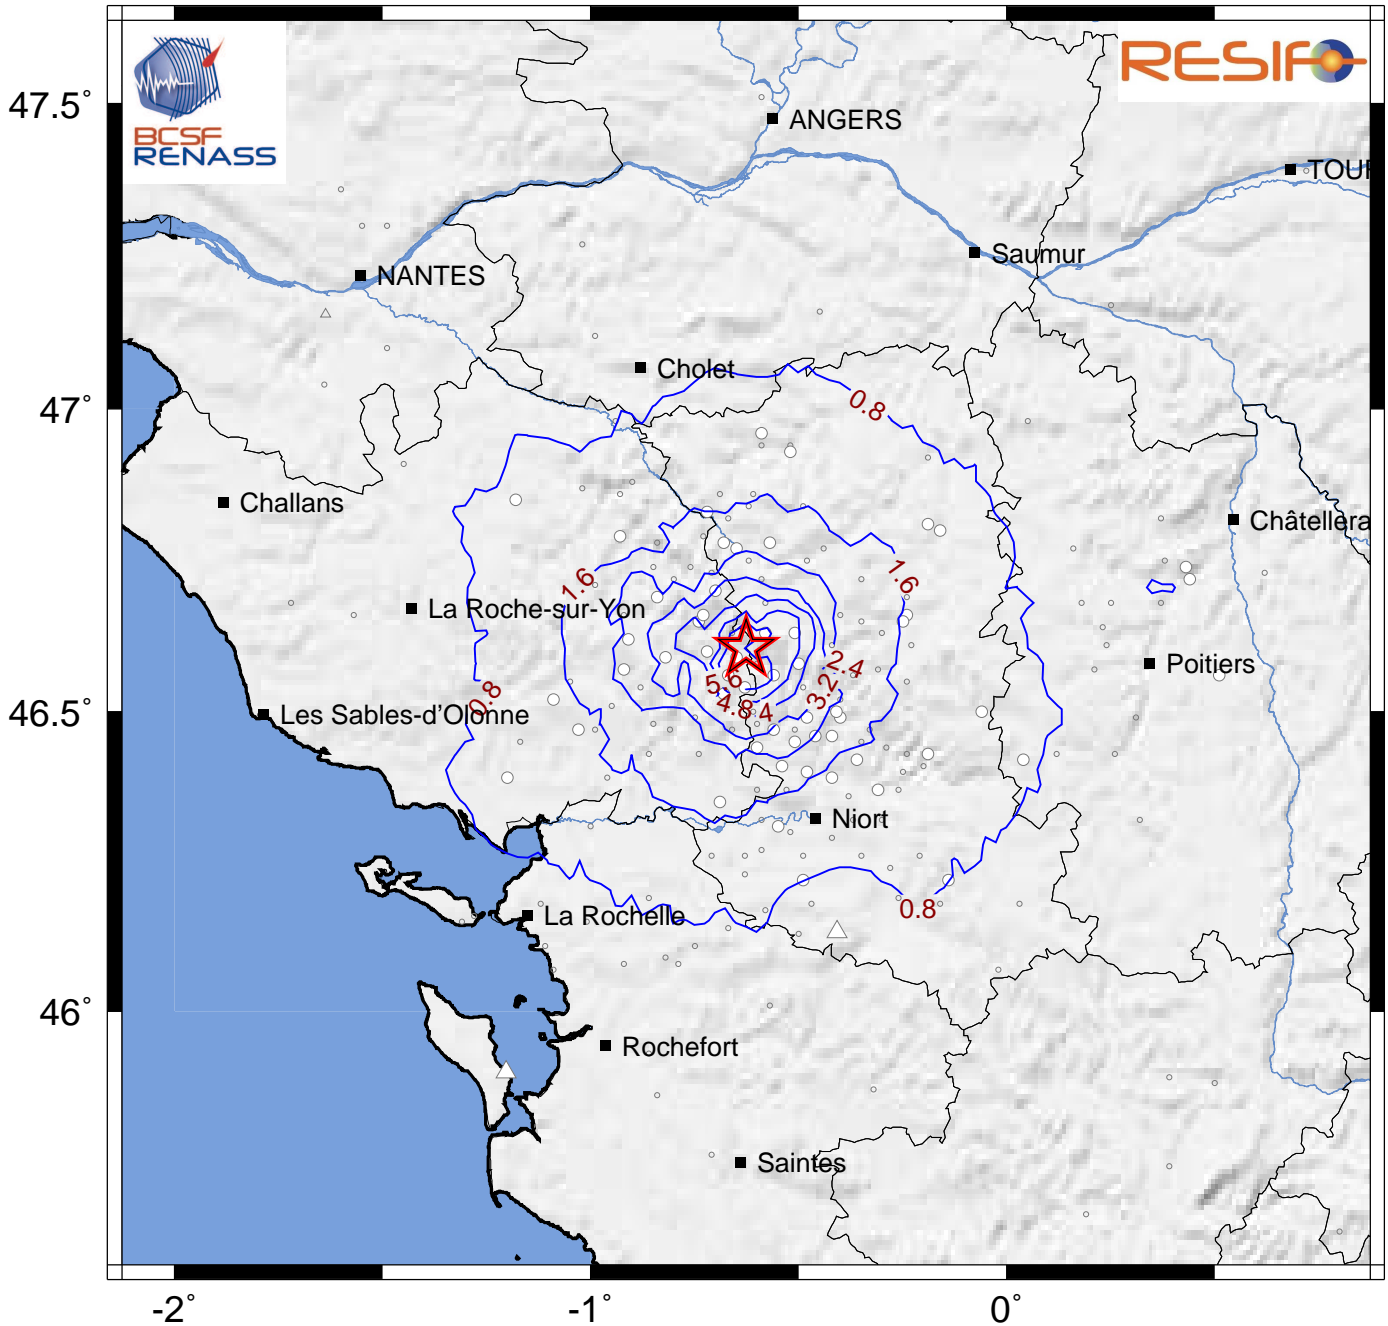 BCSF
RENASS
RESIF
47.5°
ANGERS
TOUR
Saumur
NANTES
Cholet
47°
0.8
Challans
Châtellera
1.6
1.6
La Roche-sur-Yon
Poitiers
2.4
5.6
3.2
0.8
4.8
4
46.5°
Les Sables-d'Olonne
Niort
0.8
La Rochelle
46°
Rochefort
Saintes
-2°
-1°
0°